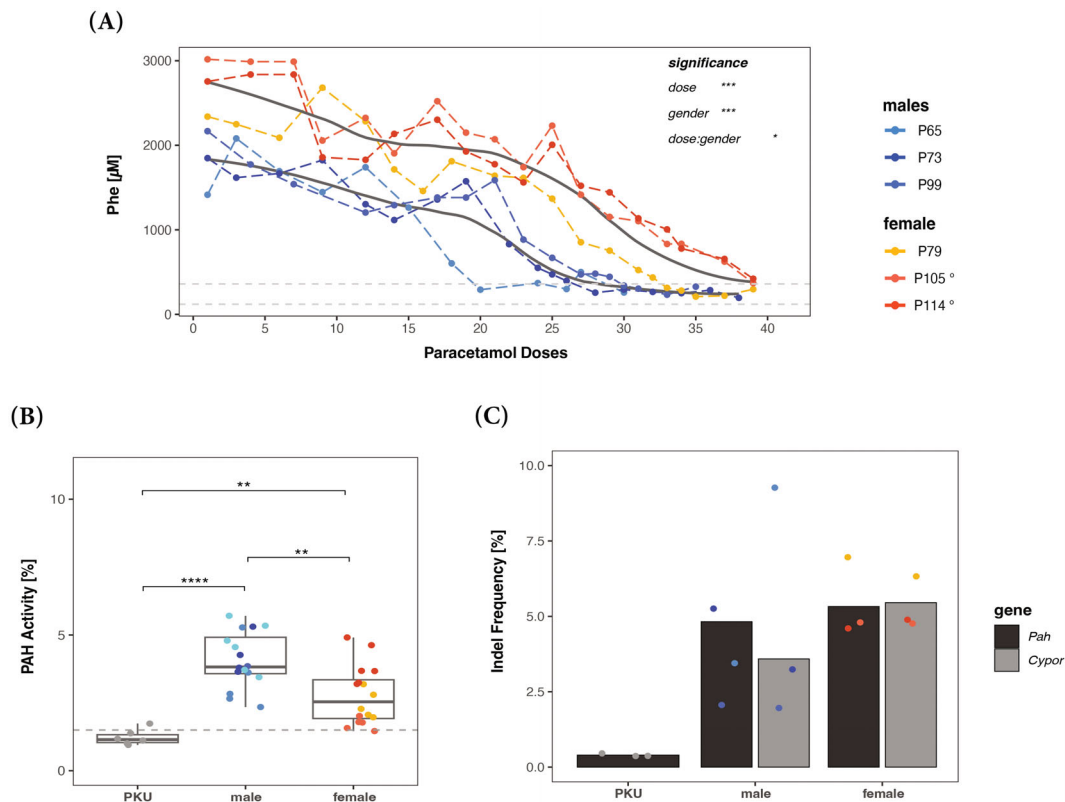 (A)
3000
2000
1000
0
Phe [µM]
0 5 10 15 20 25 30 35 40
Paracetamol Doses
significance
dose ***
gender ***
dose:gender *
males
P65
P73
P99
female
P79
P105 °
P114 °
(B)
10
5
0
PAH Activity [%]
**
**
****
PKU male female
(C)
10.0
7.5
5.0
2.5
0.0
Indel Frequency [%]
PKU male female
gene
Pah
Cypor